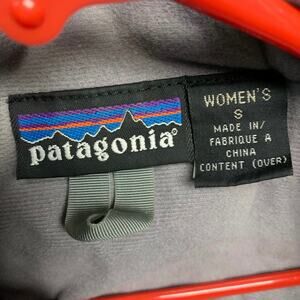 patagonia®
WOMEN'S
S
MADE IN/
FABRIQUE A
CHINA
CONTENT (OVER)